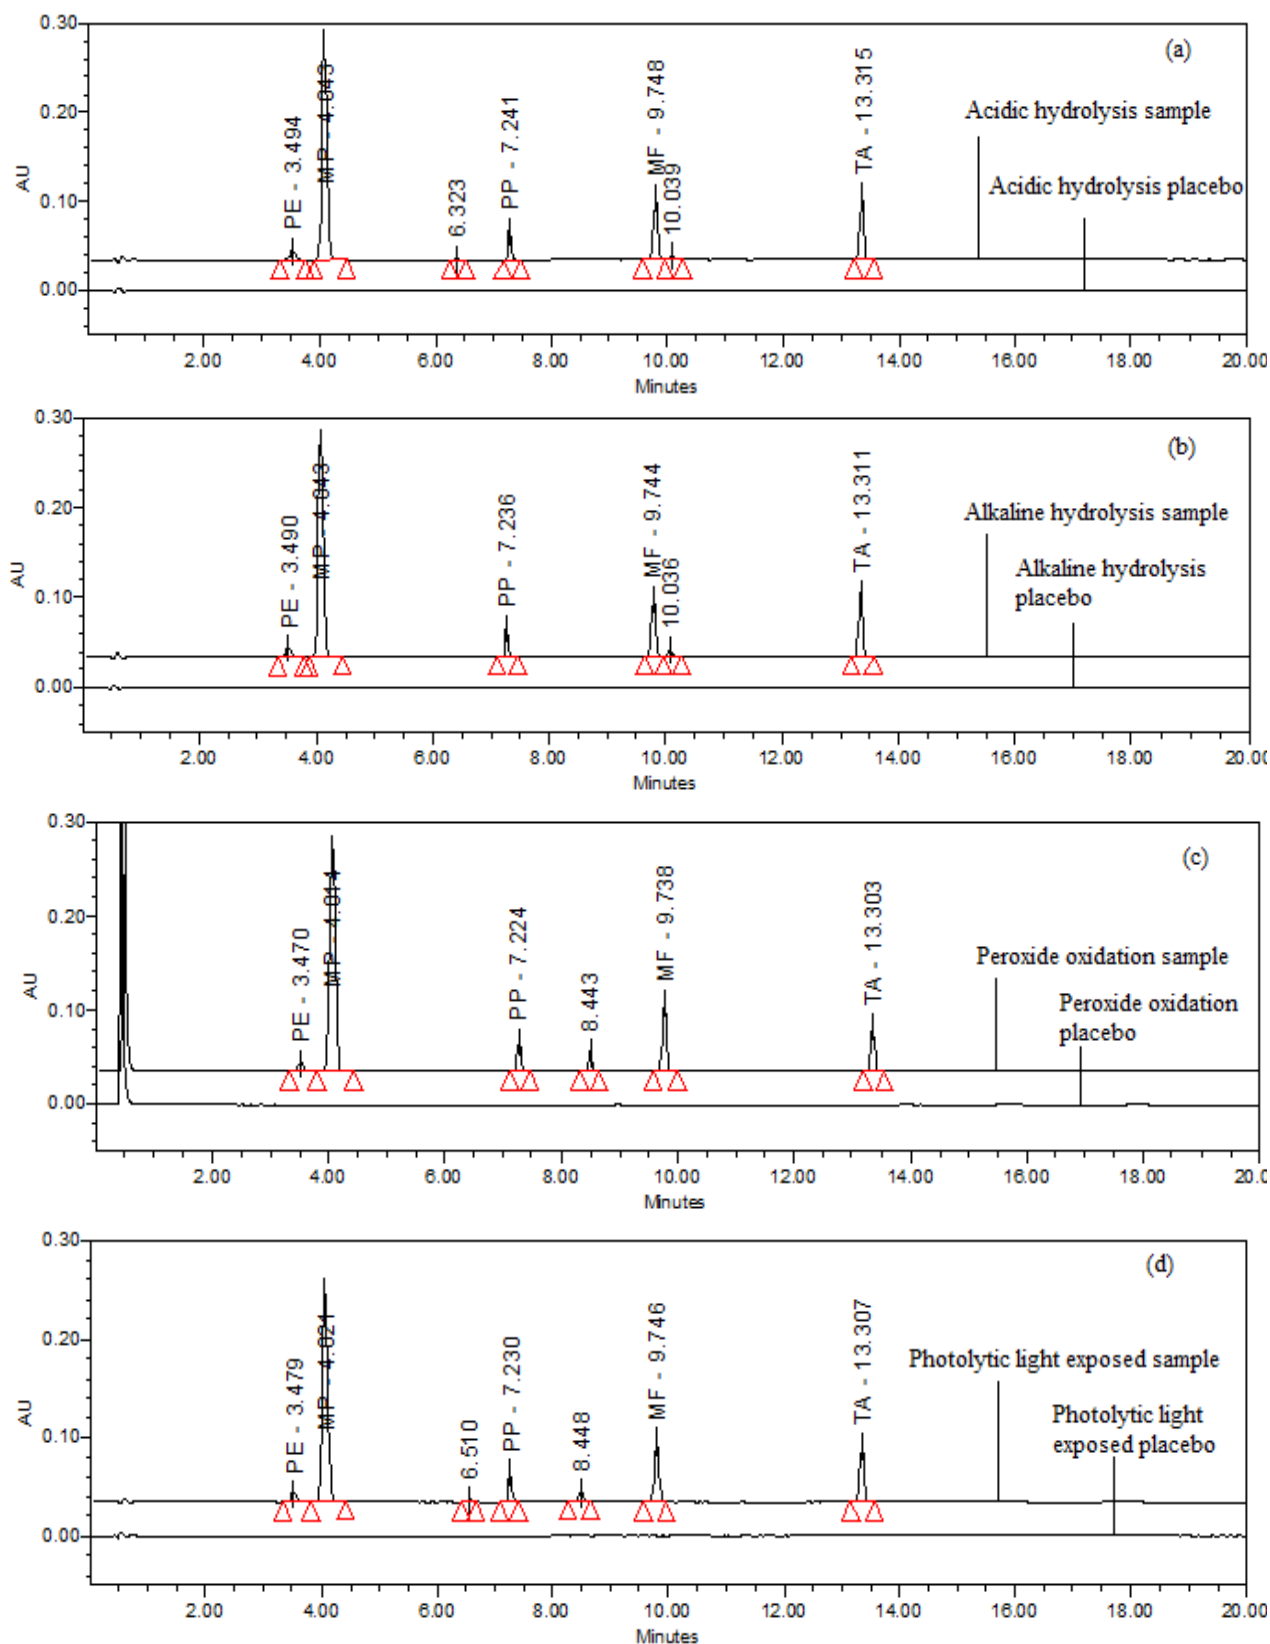 0.30
(a)
PE - 3.494
MP - 4.043
6.323
PP - 7.241
MF - 9.748
10.039
TA - 13.315
Acidic hydrolysis sample
Acidic hydrolysis placebo
0.20
AU
0.10
0.00
2.00 4.00 6.00 8.00 10.00 12.00 14.00 16.00 18.00 20.00
Minutes
0.30
(b)
PE - 3.490
MP - 4.043
PP - 7.236
MF - 9.744
10.036
TA - 13.311
Alkaline hydrolysis sample
Alkaline hydrolysis
placebo
0.20
AU
0.10
0.00
2.00 4.00 6.00 8.00 10.00 12.00 14.00 16.00 18.00 20.00
Minutes
0.30
(c)
PE - 3.470
MP - 4.014
PP - 7.224
8.443
MF - 9.738
TA - 13.303
Peroxide oxidation sample
Peroxide oxidation
placebo
0.20
AU
0.10
0.00
2.00 4.00 6.00 8.00 10.00 12.00 14.00 16.00 18.00 20.0
Minutes
0.30
(d)
PE - 3.479
MP - 4.021
6.510
PP - 7.230
8.448
MF - 9.746
TA - 13.307
Photolytic light exposed sample
Photolytic light
exposed placebo
0.20
AU
0.10
0.00
2.00 4.00 6.00 8.00 10.00 12.00 14.00 16.00 18.00 20.00
Minutes